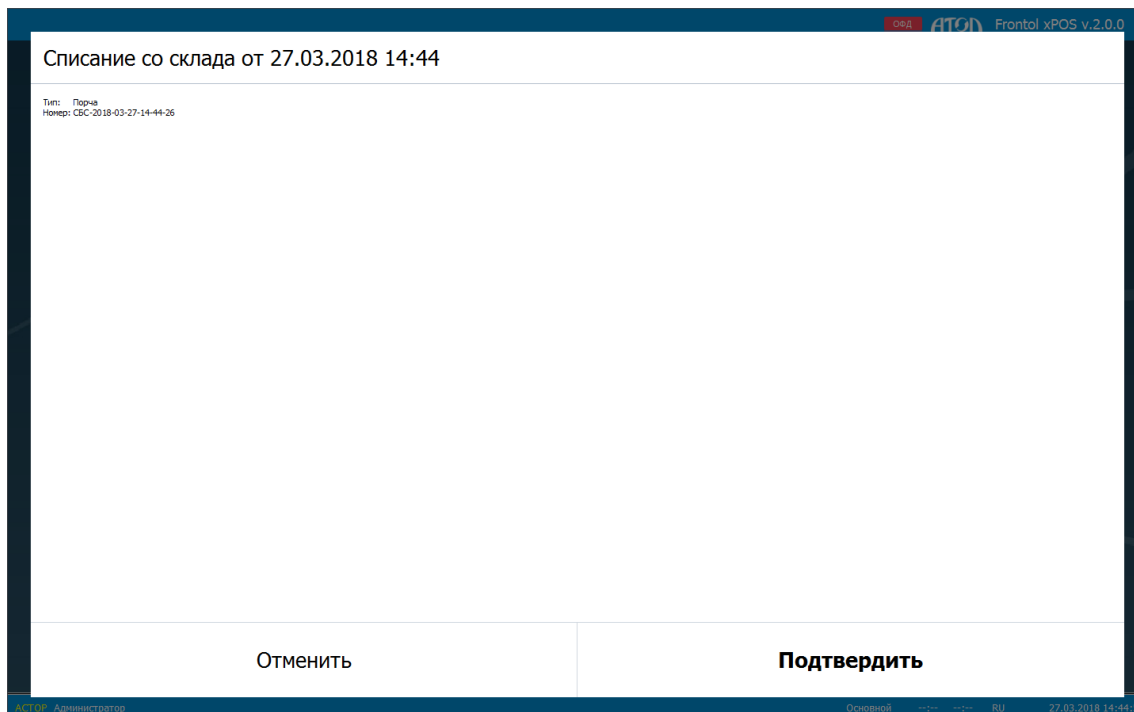 ОФД АТОЛ Frontol xPOS v.2.0.0
Списание со склада от 27.03.2018 14:44
Тип: Порча
Номер: СБС-2018-03-27-14-44-26
Отменить Подтвердить
АСТОР Администратор Основной --:-- --:-- RU 27.03.2018 14:44: